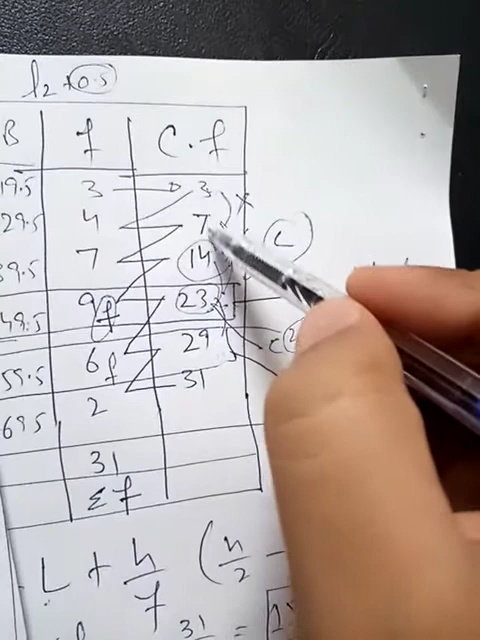 l₂ + 0.5
B f C.f
19.5 3 3
29.5 4 7
39.5 7 14 C
49.5 9 f 23
59.5 6 f 29
69.5 2 31
31
Σf
L + h/f (n/2 -
31 =